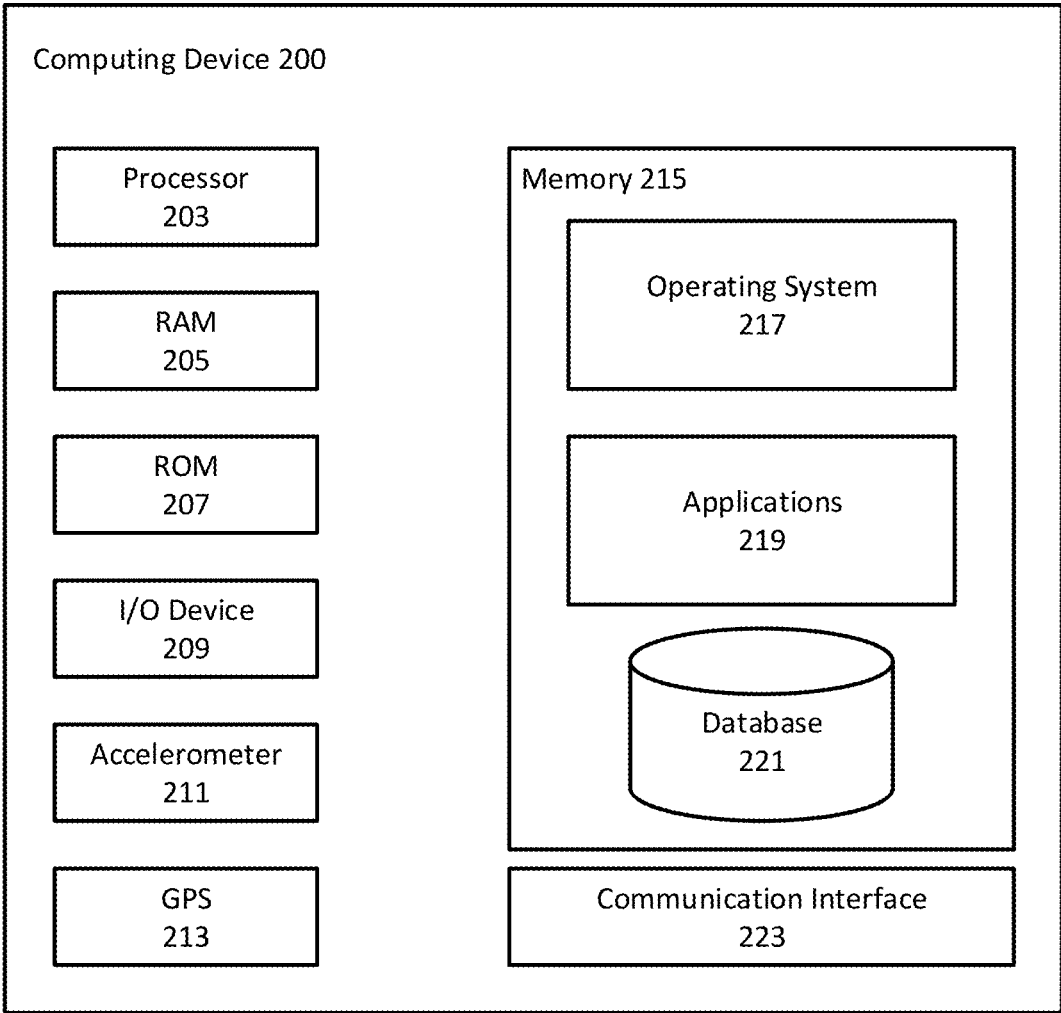 Computing Device 200
Processor
203
RAM
205
ROM
207
I/O Device
209
Accelerometer
211
GPS
213
Memory 215
Operating System
217
Applications
219
Database
221
Communication Interface
223